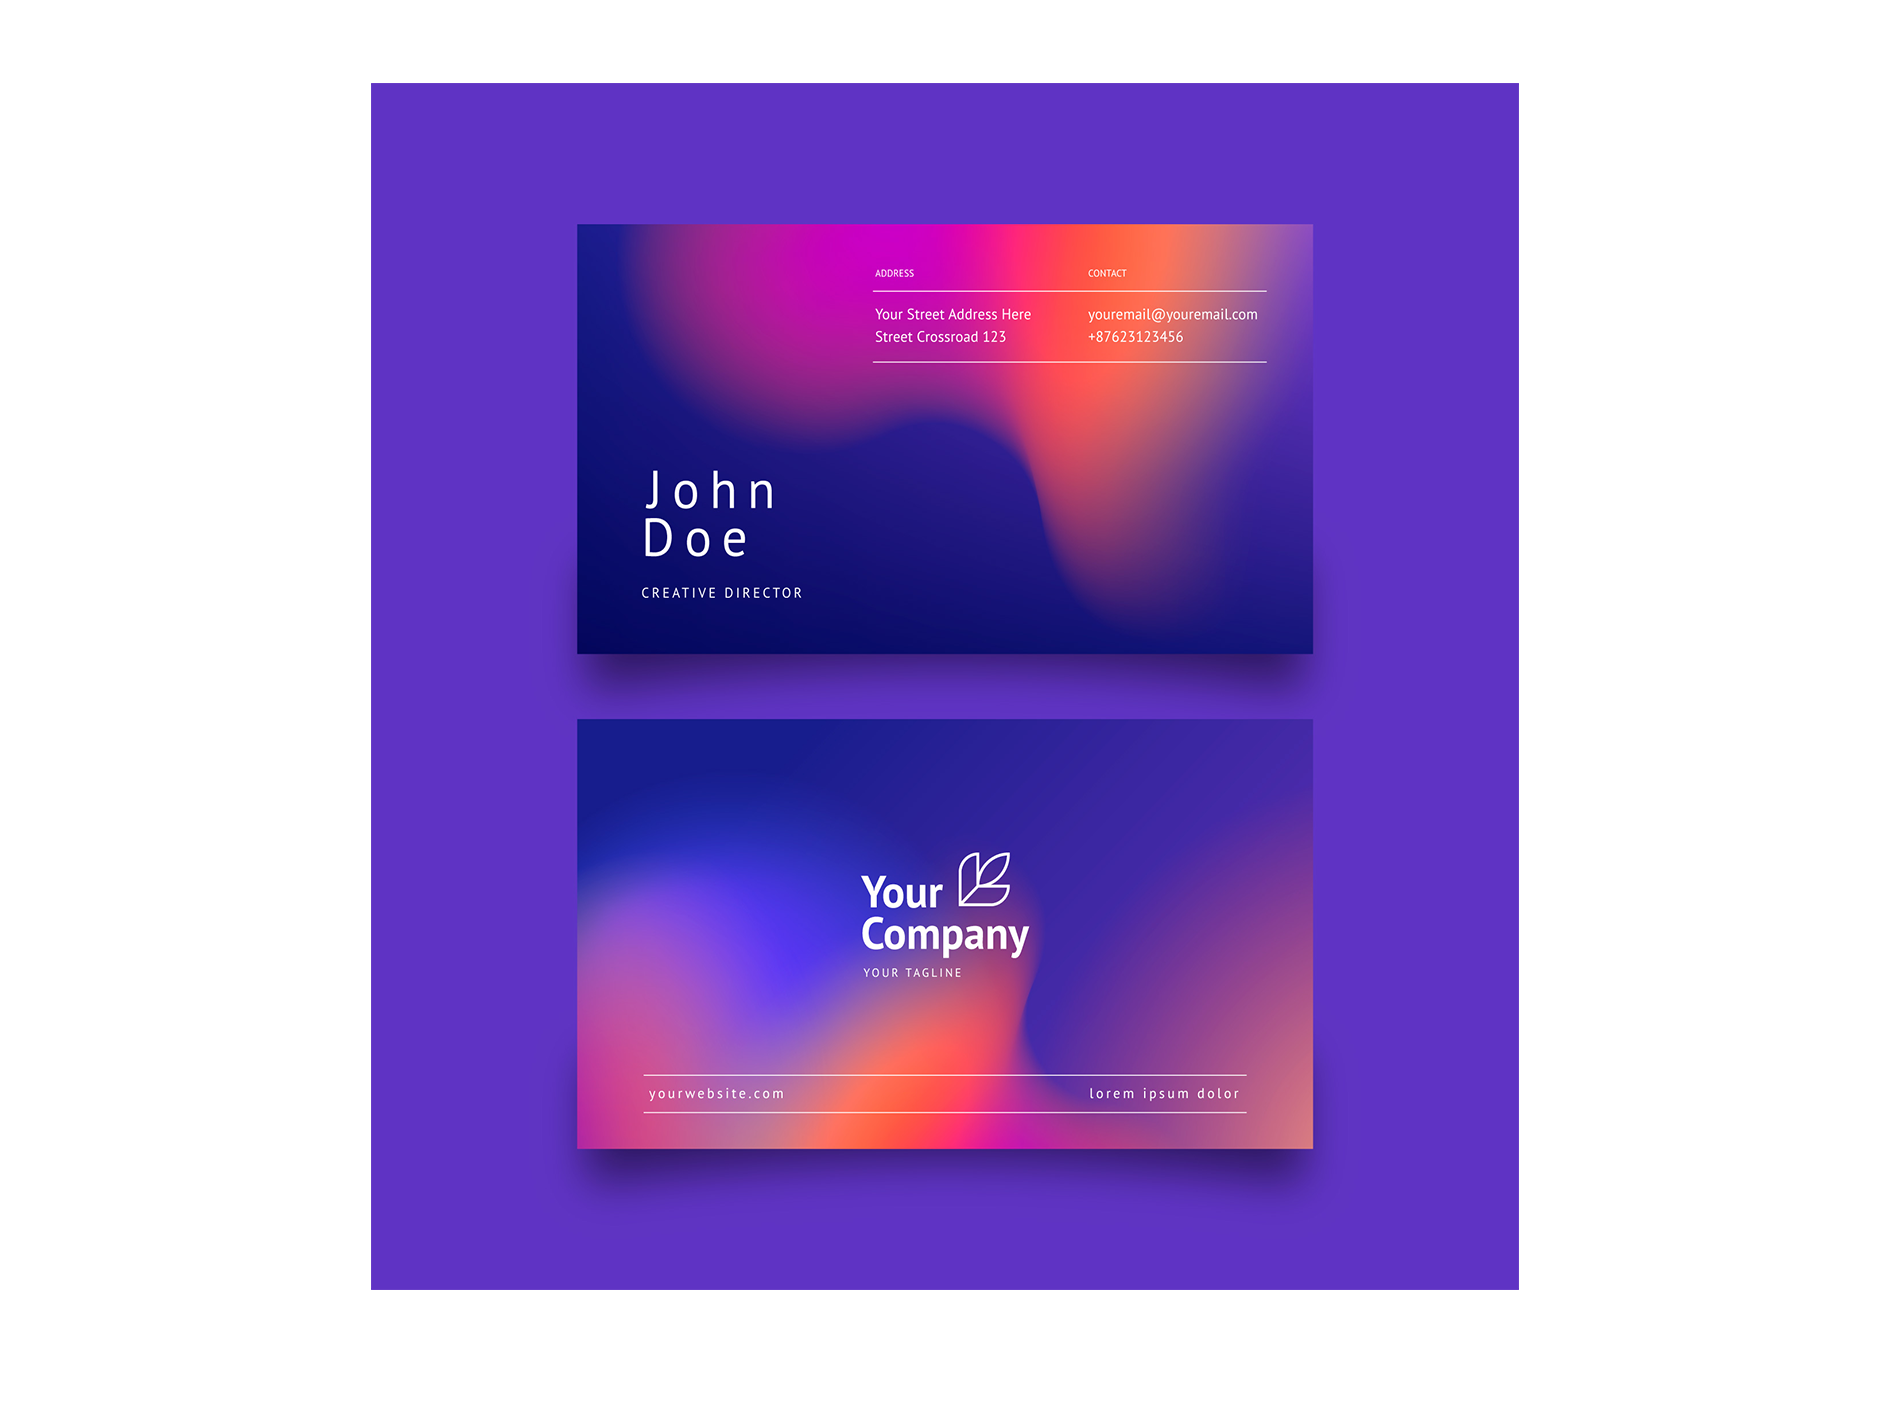 ADDRESS
CONTACT
Your Street Address Here
youremail@youremail.com
Street Crossroad 123
+87623123456
John
Doe
CREATIVE DIRECTOR
Your
Company
YOUR TAGLINE
yourwebsite.com
lorem ipsum dolor